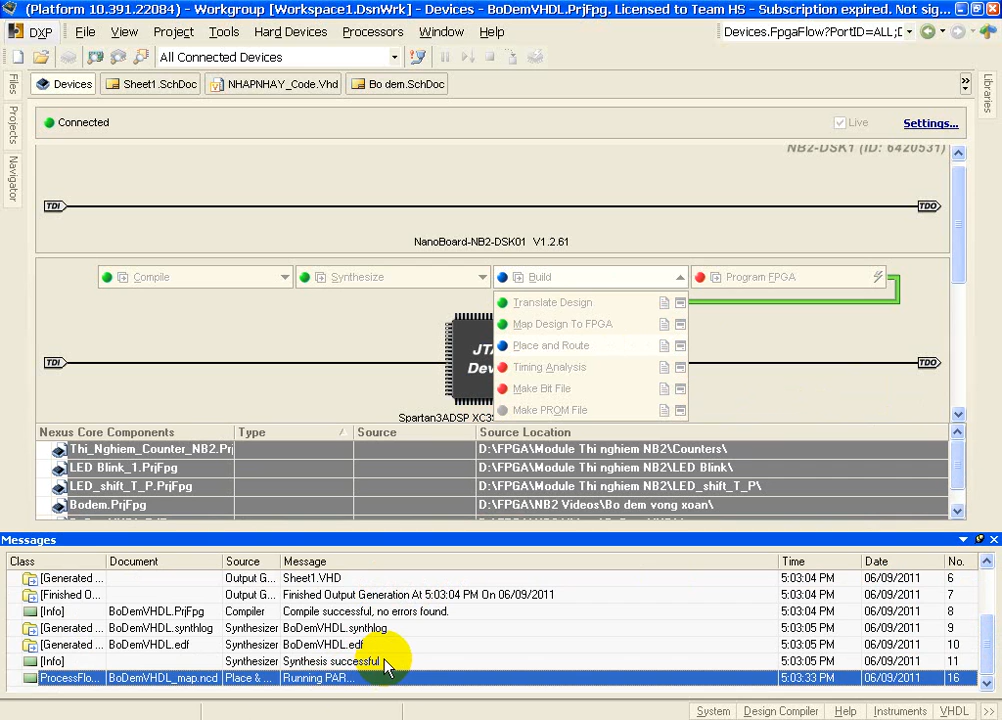 (Platform 10.391.22084) - Workgroup [Workspace1.DsnWrk] - Devices - BoDemVHDL.PrjFpg. Licensed to Team HS - Subscription expired. Not sig...
DXP File View Project Tools Hard Devices Processors Window Help Devices.FpgaFlow?PortID=ALL;D
All Connected Devices
Devices Sheet1.SchDoc NHAPNHAY_Code.Vhd Bo dem.SchDoc
Files
Projects
Navigator
Libraries
Connected Live Settings...
NB2-DSK1 (ID: 6420531)
TDI TDO
NanoBoard-NB2-DSK01 V1.2.61
Compile Synthesize Build Program FPGA
Translate Design
Map Design To FPGA
Place and Route
TDI JT TDO
Dev
Timing Analysis
Make Bit File
Make PROM File
Spartan3ADSP XC3S
Nexus Core Components Type Source Source Location
Thi_Nghiem_Counter_NB2.Prj D:\FPGA\Module Thi nghiem NB2\Counters\
LED Blink_1.PrjFpg D:\FPGA\Module Thi nghiem NB2\LED Blink\
LED_shift_T_P.PrjFpg D:\FPGA\Module Thi nghiem NB2\LED_shift_T_P\
Bodem.PrjFpg D:\FPGA\NB2 Videos\Bo dem vong xoan\
Messages
Class Document Source Message Time Date No.
[Generated ... Output G... Sheet1.VHD 5:03:04 PM 06/09/2011 6
[Finished O... Output G... Finished Output Generation At 5:03:04 PM On 06/09/2011 5:03:04 PM 06/09/2011 7
[Info] BoDemVHDL.PrjFpg Compiler Compile successful, no errors found. 5:03:04 PM 06/09/2011 8
[Generated ... BoDemVHDL.synthlog Synthesizer BoDemVHDL.synthlog 5:03:05 PM 06/09/2011 9
[Generated ... BoDemVHDL.edf Synthesizer BoDemVHDL.edf 5:03:05 PM 06/09/2011 10
[Info] Synthesizer Synthesis successful 5:03:05 PM 06/09/2011 11
ProcessFlo... BoDemVHDL_map.ncd Place & ... Running PAR... 5:03:33 PM 06/09/2011 16
System Design Compiler Help Instruments VHDL >>